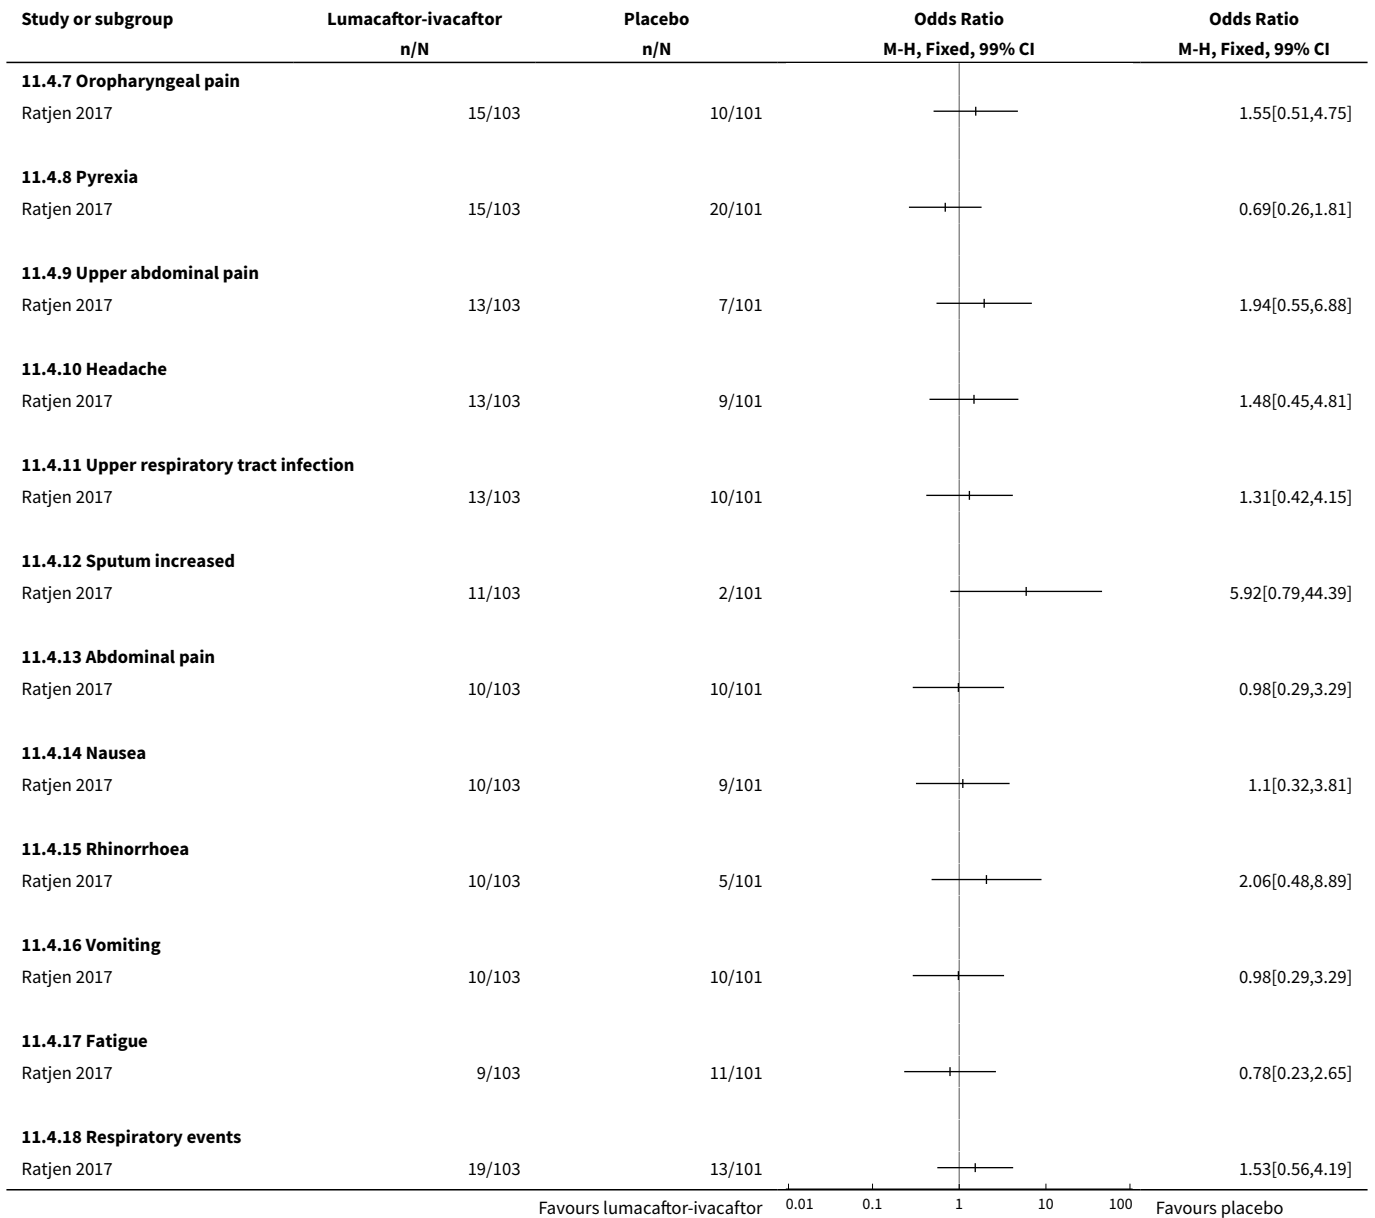 Study or subgroup Lumacaftor-ivacaftor Placebo Odds Ratio Odds Ratio
n/N n/N M-H, Fixed, 99% CI M-H, Fixed, 99% CI
11.4.7 Oropharyngeal pain
Ratjen 2017 15/103 10/101 1.55[0.51,4.75]
11.4.8 Pyrexia
Ratjen 2017 15/103 20/101 0.69[0.26,1.81]
11.4.9 Upper abdominal pain
Ratjen 2017 13/103 7/101 1.94[0.55,6.88]
11.4.10 Headache
Ratjen 2017 13/103 9/101 1.48[0.45,4.81]
11.4.11 Upper respiratory tract infection
Ratjen 2017 13/103 10/101 1.31[0.42,4.15]
11.4.12 Sputum increased
Ratjen 2017 11/103 2/101 5.92[0.79,44.39]
11.4.13 Abdominal pain
Ratjen 2017 10/103 10/101 0.98[0.29,3.29]
11.4.14 Nausea
Ratjen 2017 10/103 9/101 1.1[0.32,3.81]
11.4.15 Rhinorrhoea
Ratjen 2017 10/103 5/101 2.06[0.48,8.89]
11.4.16 Vomiting
Ratjen 2017 10/103 10/101 0.98[0.29,3.29]
11.4.17 Fatigue
Ratjen 2017 9/103 11/101 0.78[0.23,2.65]
11.4.18 Respiratory events
Ratjen 2017 19/103 13/101 1.53[0.56,4.19]
Favours lumacaftor-ivacaftor 0.01 0.1 1 10 100 Favours placebo